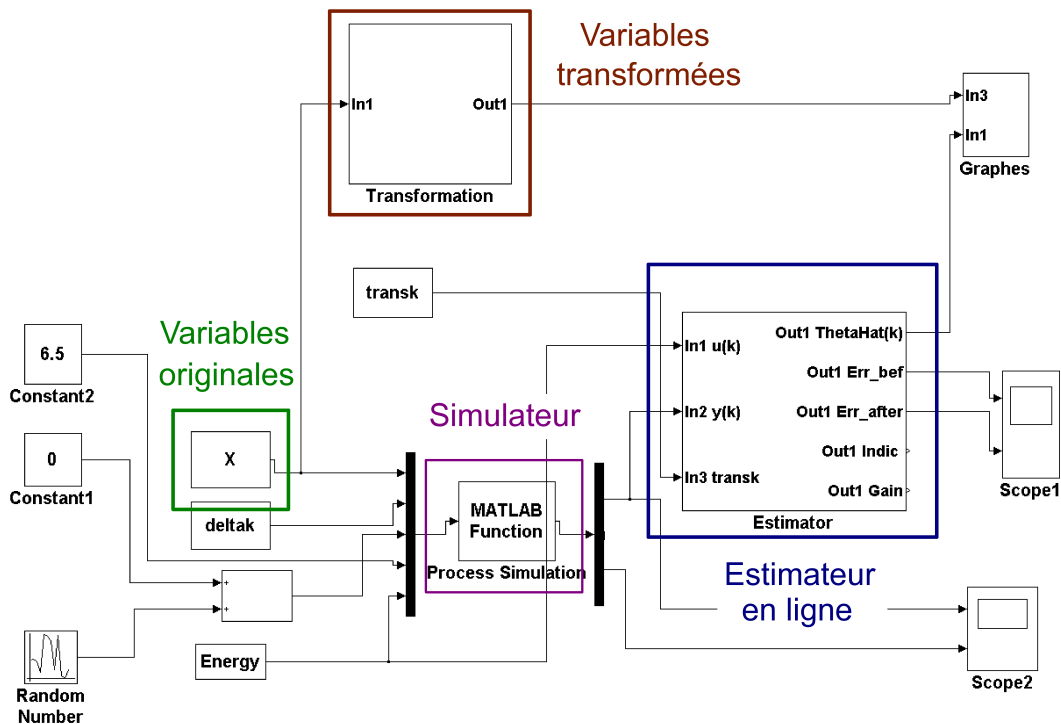 Variables
transformées
In1
Out1
Transformation
In3
In1
Graphes
transk
Variables
originales
6.5
Constant2
Simulateur
In1 u(k)
In2 y(k)
In3 transk
Out1 ThetaHat(k)
Out1 Err_bef
Out1 Err_after
Out1 Indic
Out1 Gain
Estimator
Scope1
X
0
Constant1
deltak
MATLAB
Function
Process Simulation
Estimateur
en ligne
Energy
Random
Number
Scope2
+
+